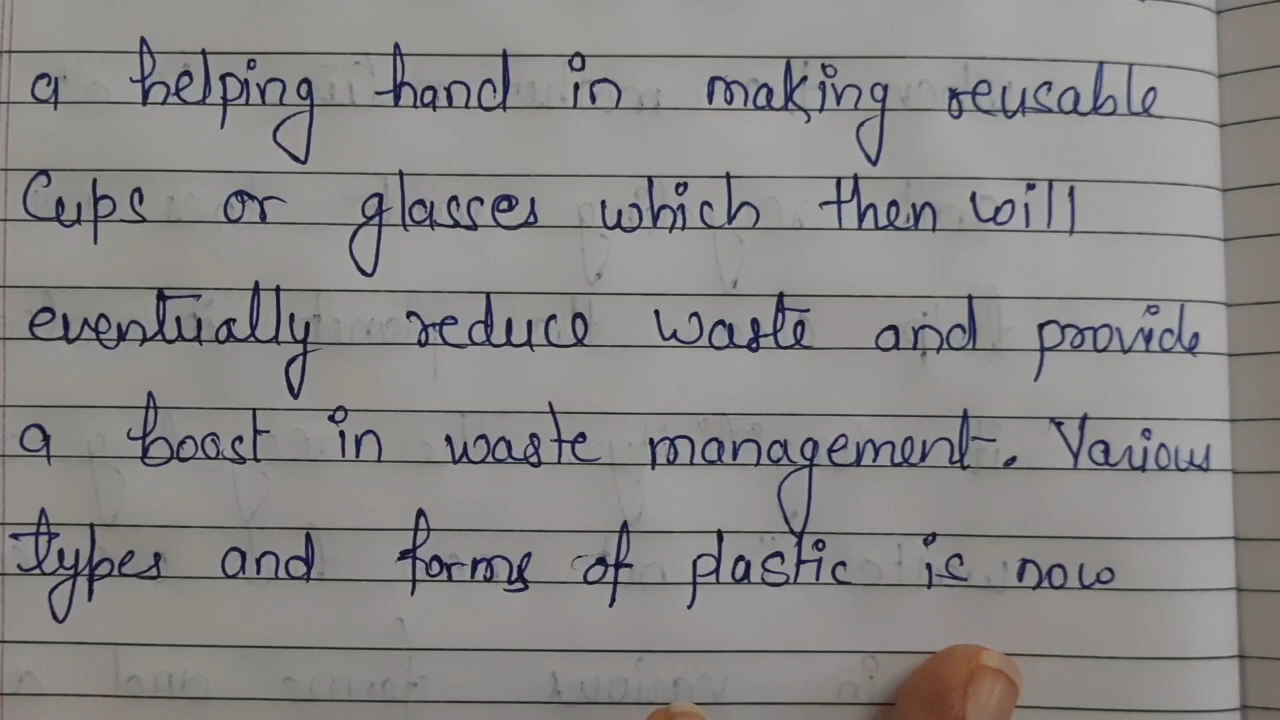 a helping hand in making reusable
Cups or glasses which then will
eventually reduce waste and provide
a boost in waste management. Various
types and forms of plastic is now